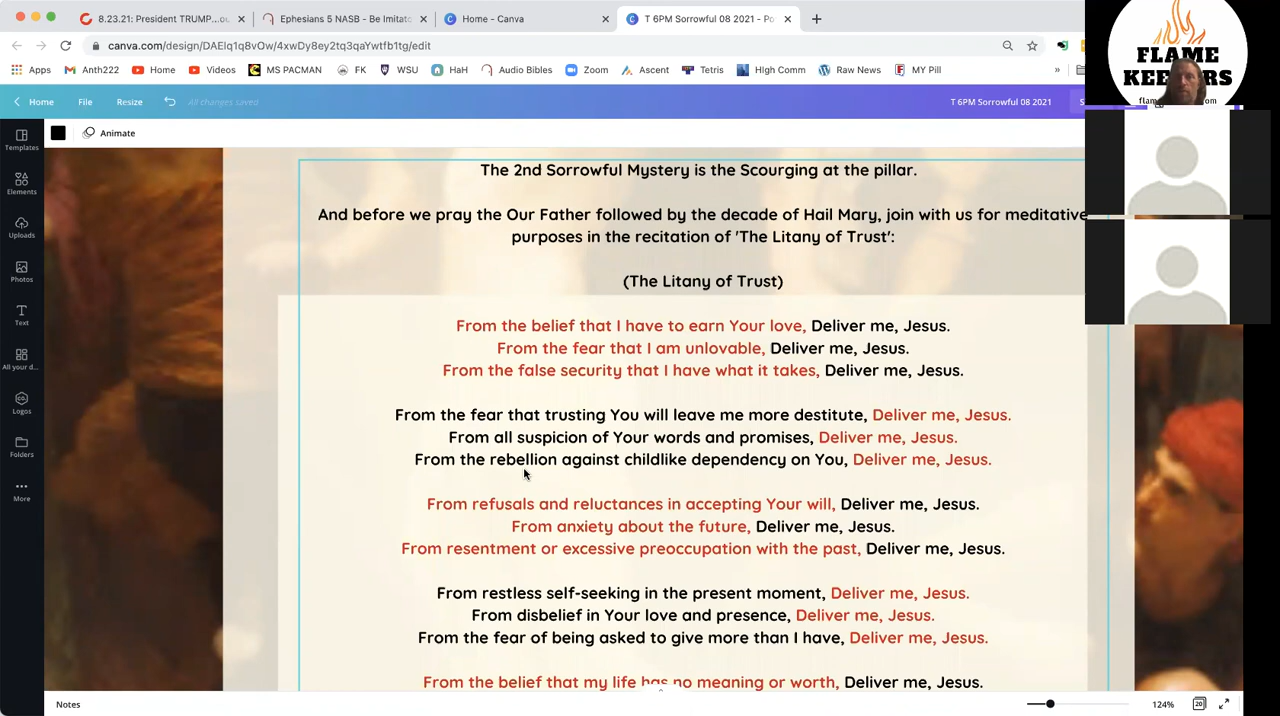 8.23.21: President TRUMP...ou
Ephesians 5 NASB - Be Imitato
Home - Canva
T 6PM Sorrowful 08 2021 - Po
canva.com/design/DAElq1q8vOw/4xwDy8ey2tq3qaYwtfb1tg/edit
Apps
Anth222
Home
Videos
MS PACMAN
FK
WSU
HaH
Audio Bibles
Zoom
Ascent
Tetris
High Comm
Raw News
MY Pill
»
FLAME
KEEPERS
Home
File
Resize
All changes saved
T 6PM Sorrowful 08 2021
S
Animate
Templates
Elements
Uploads
Photos
Text
All your d...
Logos
Folders
More
The 2nd Sorrowful Mystery is the Scourging at the pillar.
And before we pray the Our Father followed by the decade of Hail Mary, join with us for meditative
purposes in the recitation of 'The Litany of Trust':
(The Litany of Trust)
From the belief that I have to earn Your love, Deliver me, Jesus.
From the fear that I am unlovable, Deliver me, Jesus.
From the false security that I have what it takes, Deliver me, Jesus.
From the fear that trusting You will leave me more destitute, Deliver me, Jesus.
From all suspicion of Your words and promises, Deliver me, Jesus.
From the rebellion against childlike dependency on You, Deliver me, Jesus.
From refusals and reluctances in accepting Your will, Deliver me, Jesus.
From anxiety about the future, Deliver me, Jesus.
From resentment or excessive preoccupation with the past, Deliver me, Jesus.
From restless self-seeking in the present moment, Deliver me, Jesus.
From disbelief in Your love and presence, Deliver me, Jesus.
From the fear of being asked to give more than I have, Deliver me, Jesus.
From the belief that my life has no meaning or worth, Deliver me, Jesus.
Notes
124%
20